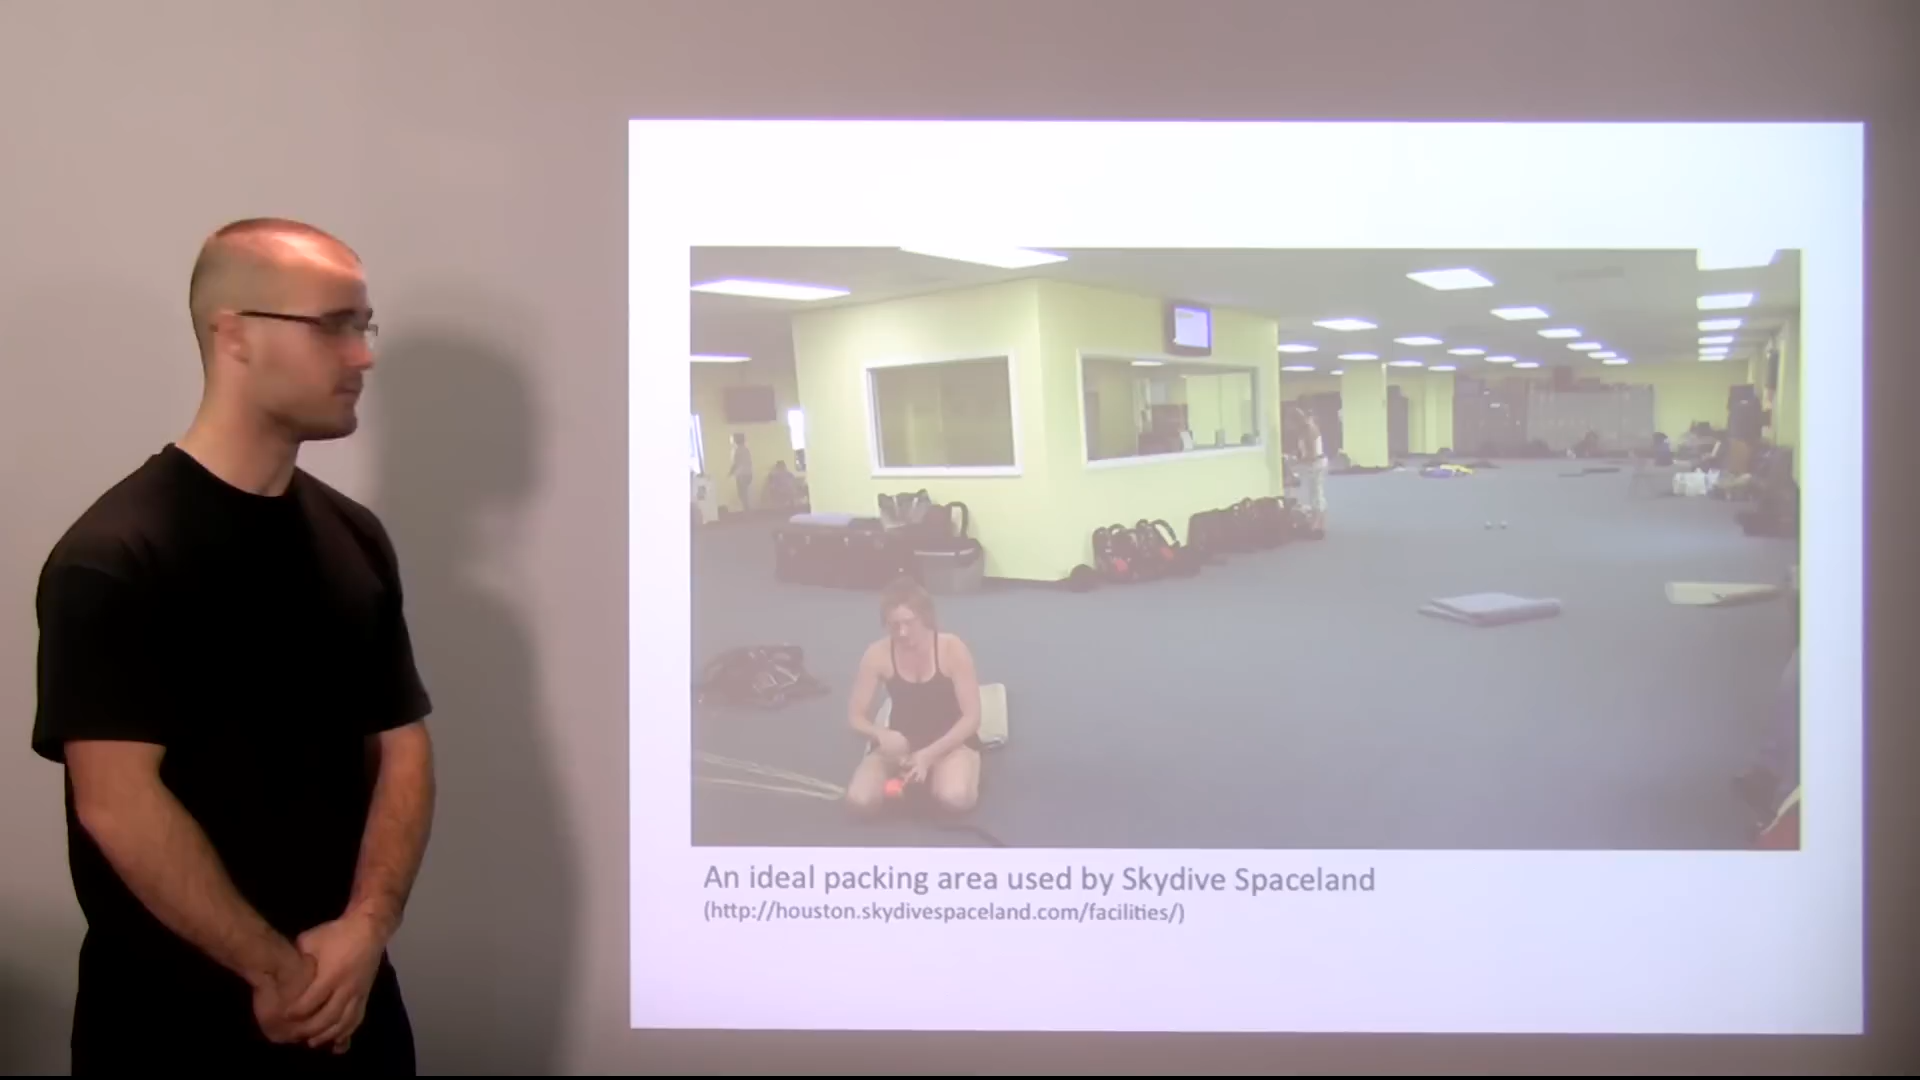 An ideal packing area used by Skydive Spaceland
(http://houston.skydivespaceland.com/facilities/)